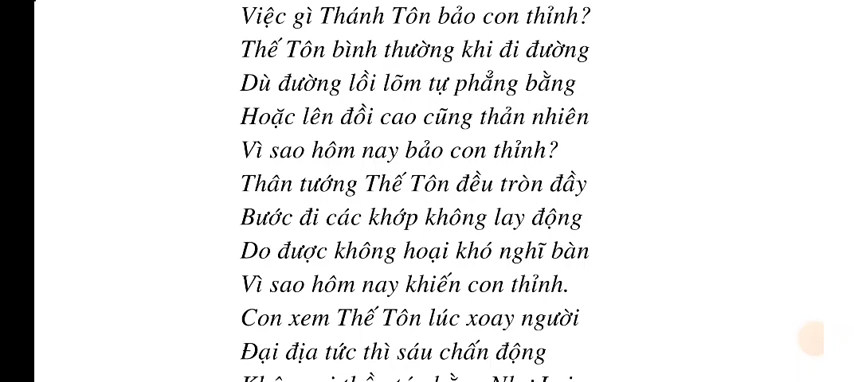 Việc gì Thánh Tôn bảo con thỉnh?
Thế Tôn bình thường khi đi đường
Dù đường lồi lõm tự phẳng bằng
Hoặc lên đồi cao cũng thản nhiên
Vì sao hôm nay bảo con thỉnh?
Thân tướng Thế Tôn đều tròn đầy
Bước đi các khớp không lay động
Do được không hoại khó nghĩ bàn
Vì sao hôm nay khiến con thỉnh.
Con xem Thế Tôn lúc xoay người
Đại địa tức thì sáu chấn động